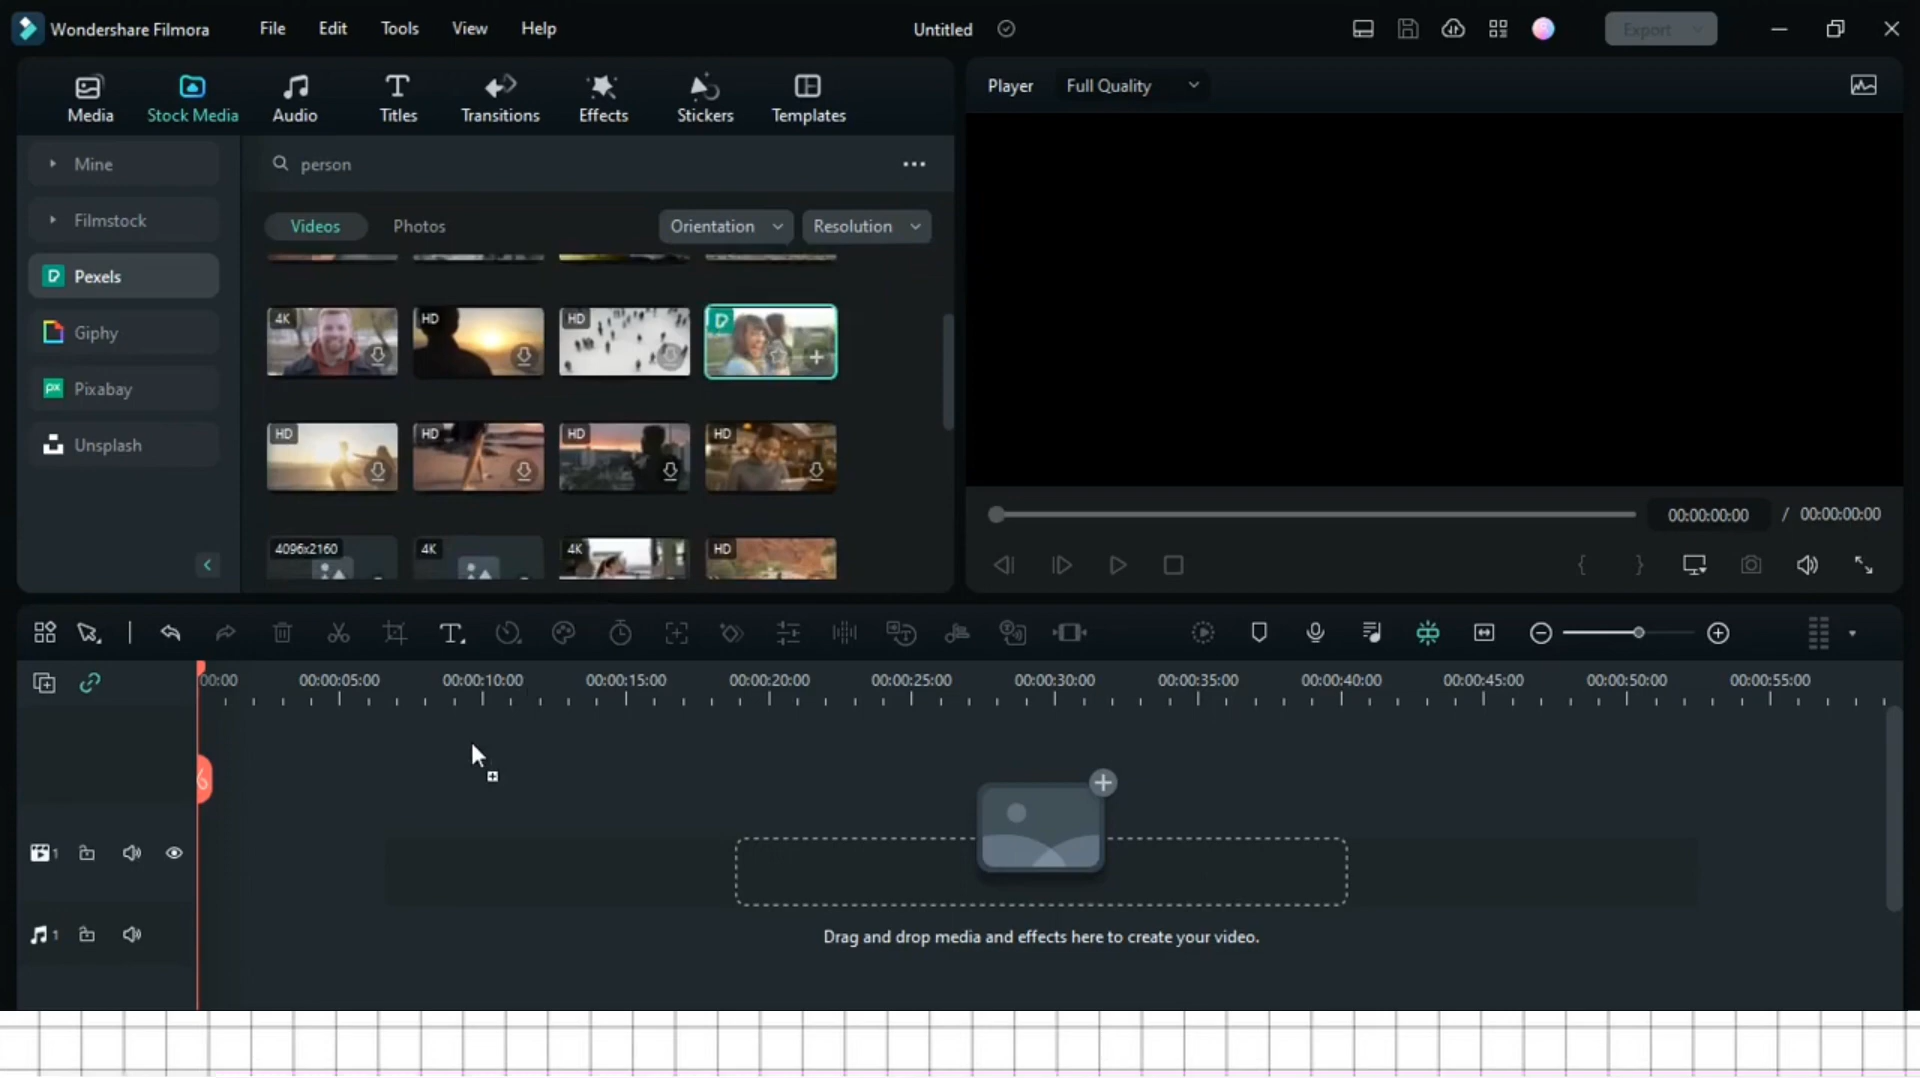 Wondershare Filmora File Edit Tools View Help Untitled Export
Media Stock Media Audio Titles Transitions Effects Stickers Templates
Player Full Quality
Mine
Filmstock
Pexels
Giphy
Pixabay
Unsplash
person
Videos Photos Orientation Resolution
4K HD HD
HD HD HD HD
4096x2160 4K 4K HD
00:00:00:00 / 00:00:00:00
00:00 00:00:05:00 00:00:10:00 00:00:15:00 00:00:20:00 00:00:25:00 00:00:30:00 00:00:35:00 00:00:40:00 00:00:45:00 00:00:50:00 00:00:55:00
1
1
Drag and drop media and effects here to create your video.